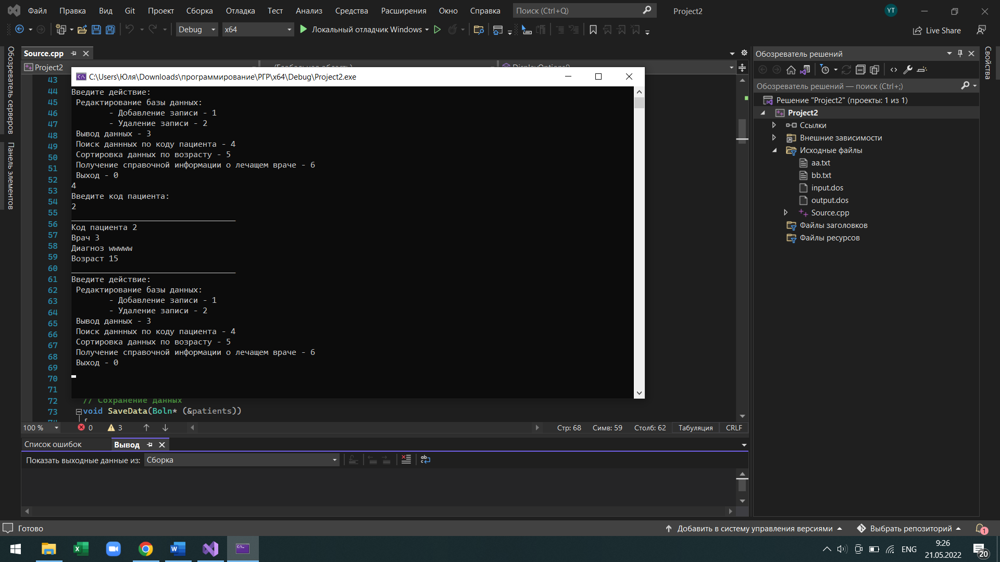 Файл Правка Вид Git Проект Сборка Отладка Тест Анализ Средства Расширения Окно Справка Поиск (Ctrl+Q) Project2 YT
Debug x64 Локальный отладчик Windows Live Share
Обозреватель серверов
Панель элементов
Source.cpp
Project2 (Глобальная область) DisplayOptions()
C:\Users\Юля\Downloads\программирование\РГР\x64\Debug\Project2.exe
Введите действие:
Редактирование базы данных:
- Добавление записи - 1
- Удаление записи - 2
Вывод данных - 3
Поиск даннных по коду пациента - 4
Сортировка данных по возрасту - 5
Получение справочной информации о лечащем враче - 6
Выход - 0
4
Введите код пациента:
2
___________________________________
Код пациента 2
Врач 3
Диагноз wwwww
Возраст 15
___________________________________
Введите действие:
Редактирование базы данных:
- Добавление записи - 1
- Удаление записи - 2
Вывод данных - 3
Поиск даннных по коду пациента - 4
Сортировка данных по возрасту - 5
Получение справочной информации о лечащем враче - 6
Выход - 0
43
44
45
46
47
48
49
50
51
52
53
54
55
56
57
58
59
60
61
62
63
64
65
66
67
68
69
70
71
72 // Сохранение данных
73 void SaveData(Boln* (&patients))
74 {
100 % 0 3 Стр: 68 Симв: 59 Столб: 62 Табуляция CRLF
Список ошибок Вывод
Показать выходные данные из: Сборка
Обозреватель решений
Обозреватель решений — поиск (Ctrl+;)
Решение "Project2" (проекты: 1 из 1)
Project2
Ссылки
Внешние зависимости
Исходные файлы
aa.txt
bb.txt
input.dos
output.dos
Source.cpp
Файлы заголовков
Файлы ресурсов
Свойства
Готово Добавить в систему управления версиями Выбрать репозиторий 1
ENG 9:26
21.05.2022 20